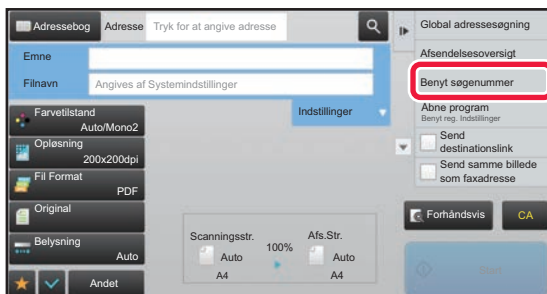 Adressebog
Adresse
Tryk for at angive adresse
Emne
Filnavn
Angives af Systemindstillinger
Indstillinger
Farvetilstand
Auto/Mono2
Opløsning
200x200dpi
Fil Format
PDF
Original
Belysning
Auto
Andet
Scanningsstr.
Auto
A4
100%
Afs.Str.
Auto
A4
Global adressesøgning
Afsendelsesoversigt
Benyt søgenummer
Åbne program
Benyt reg. Indstillinger
Send
destinationslink
Send samme billede
som faxadresse
Forhåndsvis
CA
Start